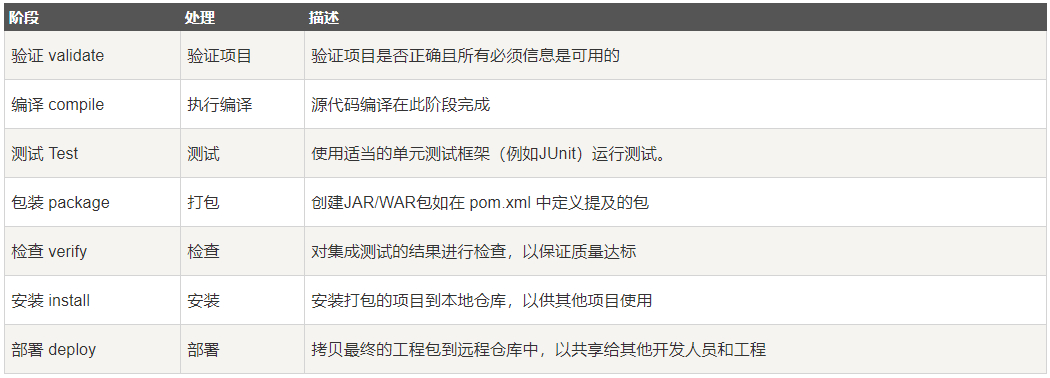 阶段 处理 描述
验证 validate 验证项目 验证项目是否正确且所有必须信息是可用的
编译 compile 执行编译 源代码编译在此阶段完成
测试 Test 测试 使用适当的单元测试框架（例如JUnit）运行测试。
包装 package 打包 创建JAR/WAR包如在 pom.xml 中定义提及的包
检查 verify 检查 对集成测试的结果进行检查，以保证质量达标
安装 install 安装 安装打包的项目到本地仓库，以供其他项目使用
部署 deploy 部署 拷贝最终的工程包到远程仓库中，以共享给其他开发人员和工程